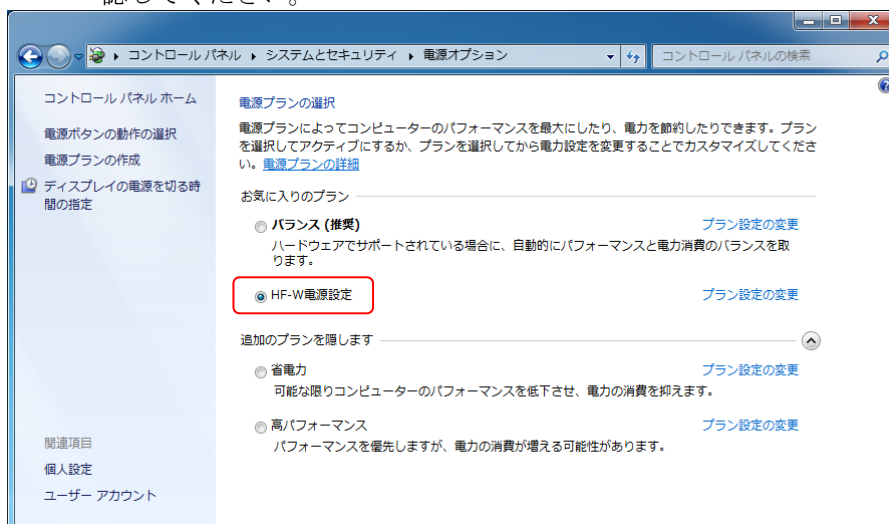 認してください。
コントロール パネル ▸ システムとセキュリティ ▸ 電源オプション
コントロール パネルの検索
コントロール パネル ホーム
電源ボタンの動作の選択
電源プランの作成
ディスプレイの電源を切る時
間の指定
電源プランの選択
電源プランによってコンピューターのパフォーマンスを最大にしたり、電力を節約したりできます。プラン
を選択してアクティブにするか、プランを選択してから電力設定を変更することでカスタマイズしてくださ
い。電源プランの詳細
お気に入りのプラン
バランス (推奨) プラン設定の変更
ハードウェアでサポートされている場合に、自動的にパフォーマンスと電力消費のバランスを取
ります。
HF-W電源設定 プラン設定の変更
追加のプランを隠します
省電力 プラン設定の変更
可能な限りコンピューターのパフォーマンスを低下させ、電力の消費を抑えます。
高パフォーマンス プラン設定の変更
パフォーマンスを優先しますが、電力の消費が増える可能性があります。
関連項目
個人設定
ユーザー アカウント